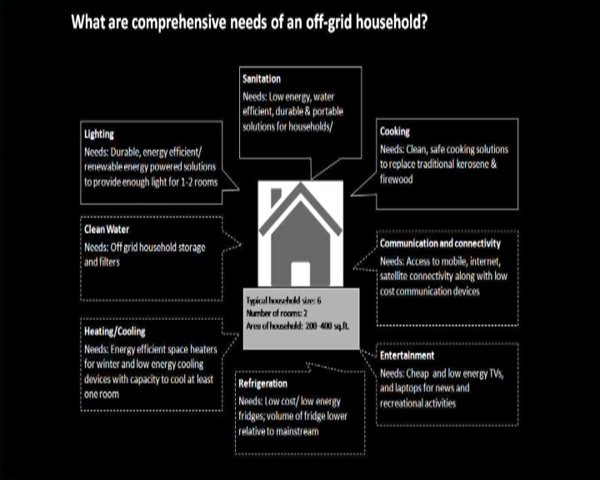 What are comprehensive needs of an off-grid household?
Sanitation
Needs: Low energy, water
efficient, durable & portable
solutions for households/
Lighting
Needs: Durable, energy efficient/
renewable energy powered solutions
to provide enough light for 1-2 rooms
Cooking
Needs: Clean, safe cooking solutions
to replace traditional kerosene &
firewood
Clean Water
Needs: Off grid household storage
and filters
Communication and connectivity
Needs: Access to mobile, internet,
satellite connectivity along with low
cost communication devices
Typical household size: 6
Number of rooms: 2
Area of household: 200-400 sq.ft.
Heating/Cooling
Needs: Energy efficient space heaters
for winter and low energy cooling
devices with capacity to cool at least
one room
Entertainment
Needs: Cheap and low energy TVs,
and laptops for news and
recreational activities
Refrigeration
Needs: Low cost/ low energy
fridges; volume of fridge lower
relative to mainstream